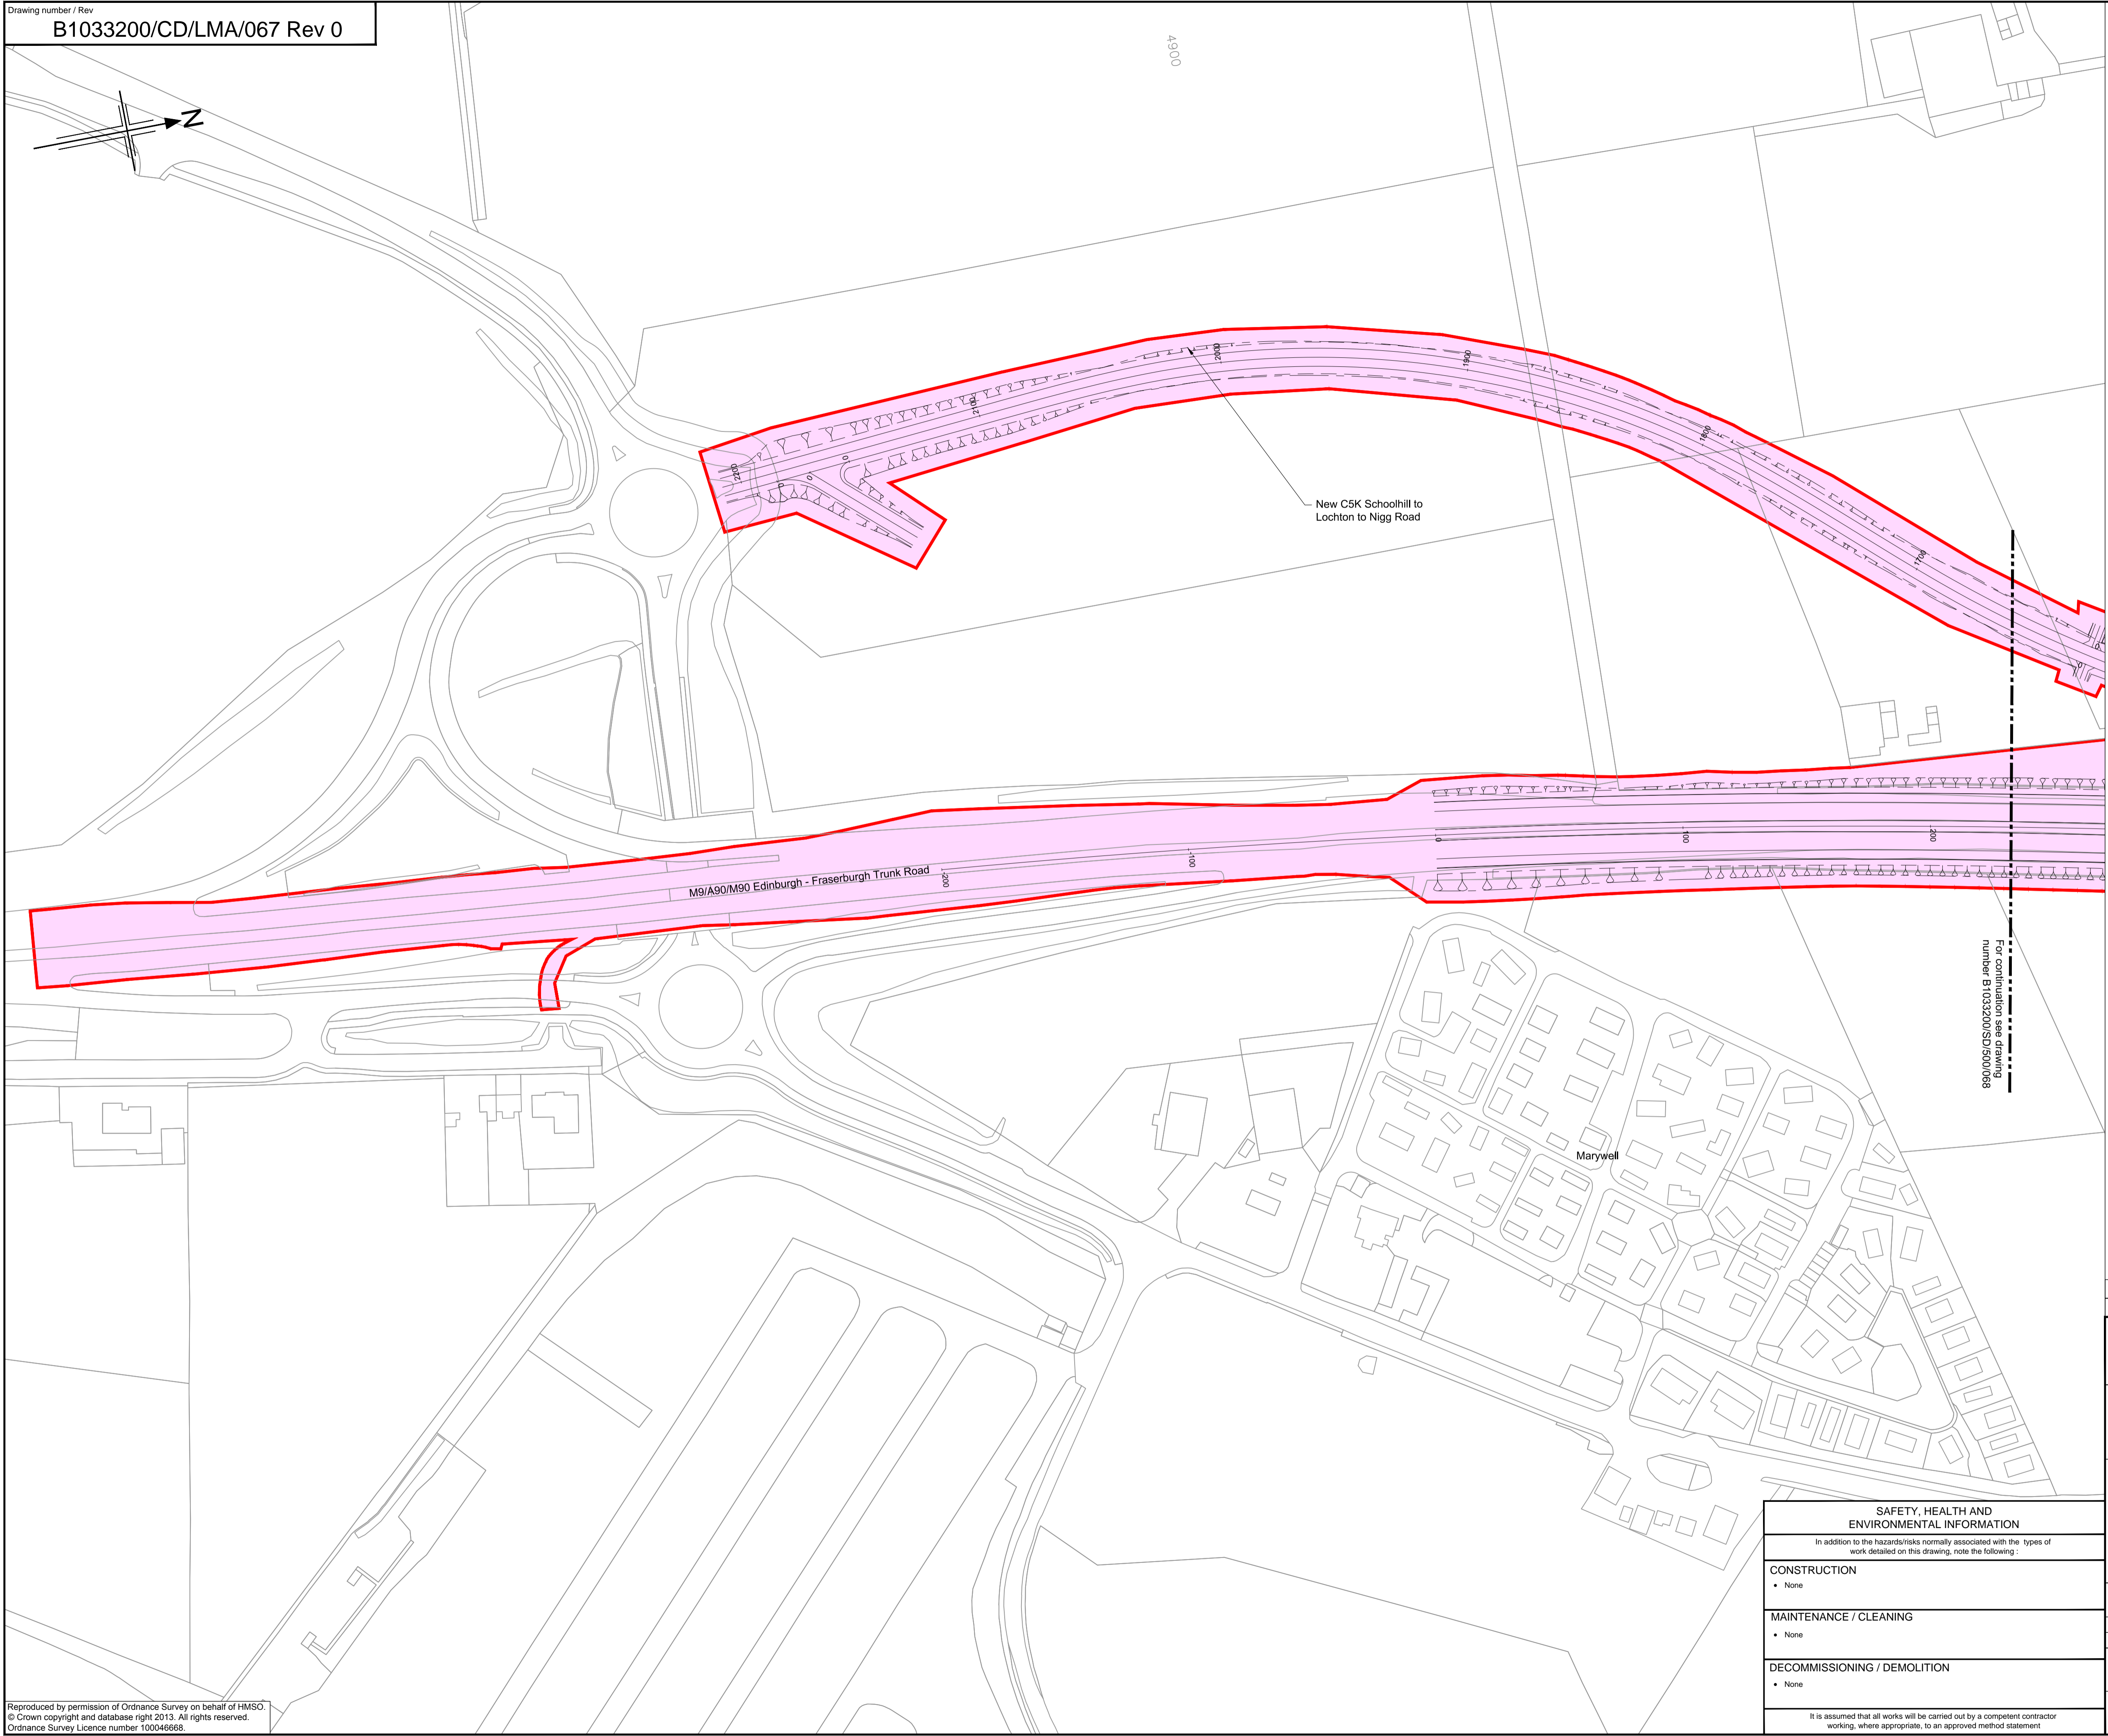 Drawing number / Rev
B1033200/CD/LMA/067 Rev 0
N
4900
2200
2100
2000
1900
1800
1700
0
0
0
0
0
New C5K Schoolhill to
Lochton to Nigg Road
M9/A90/M90 Edinburgh - Fraserburgh Trunk Road
-200
-100
0
100
200
For continuation see drawing
number B1033200/SD/500/068
Marywell
SAFETY, HEALTH AND
ENVIRONMENTAL INFORMATION
In addition to the hazards/risks normally associated with the types of
work detailed on this drawing, note the following :
CONSTRUCTION
• None
MAINTENANCE / CLEANING
• None
DECOMMISSIONING / DEMOLITION
• None
It is assumed that all works will be carried out by a competent contractor
working, where appropriate, to an approved method statement
Reproduced by permission of Ordnance Survey on behalf of HMSO.
© Crown copyright and database right 2013. All rights reserved.
Ordnance Survey Licence number 100046668.